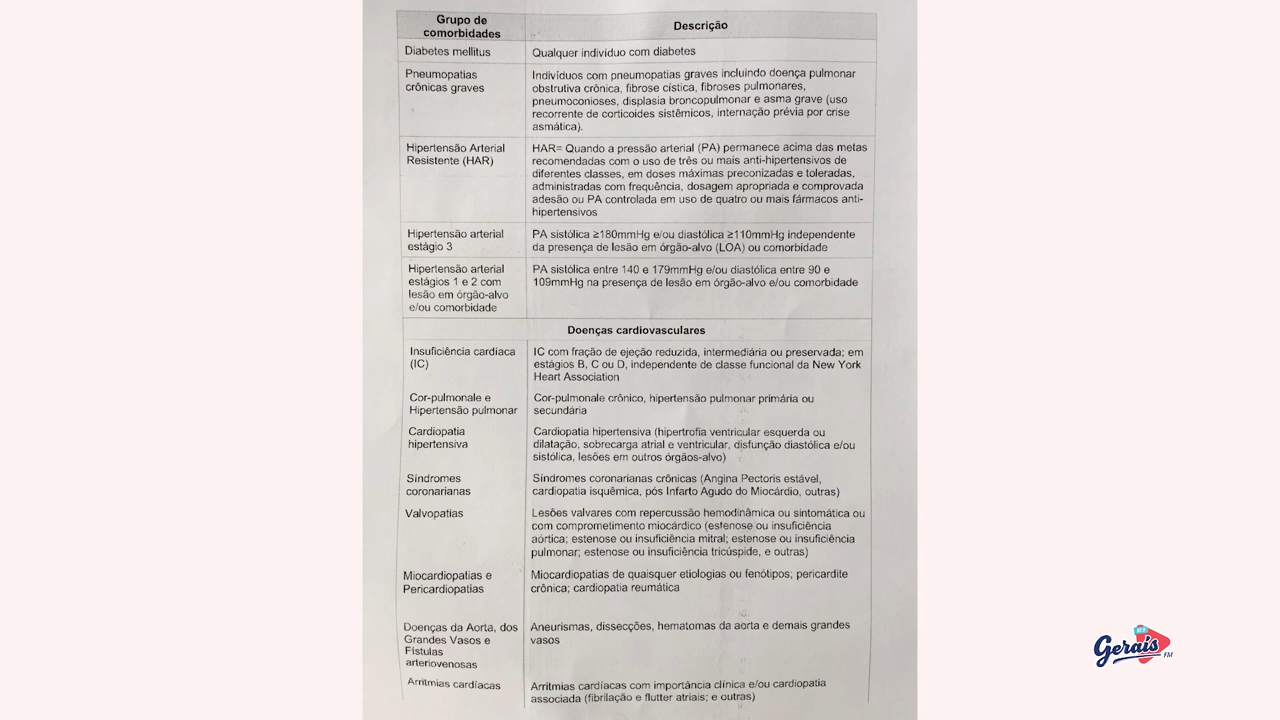 Grupo de
comorbidades
Descrição
Diabetes mellitus
Qualquer indivíduo com diabetes
Pneumopatias
crônicas graves
Indivíduos com pneumopatias graves incluindo doença pulmonar
obstrutiva crônica, fibrose cística, fibroses pulmonares,
pneumoconioses, displasia broncopulmonar e asma grave (uso
recorrente de corticoides sistêmicos, internação prévia por crise
asmática).
Hipertensão Arterial
Resistente (HAR)
HAR= Quando a pressão arterial (PA) permanece acima das metas
recomendadas com o uso de três ou mais anti-hipertensivos de
diferentes classes, em doses máximas preconizadas e toleradas,
administradas com frequência, dosagem apropriada e comprovada
adesão ou PA controlada em uso de quatro ou mais fármacos anti-
hipertensivos
Hipertensão arterial
estágio 3
PA sistólica ≥180mmHg e/ou diastólica ≥110mmHg independente
da presença de lesão em órgão-alvo (LOA) ou comorbidade
Hipertensão arterial
estágios 1 e 2 com
lesão em órgão-alvo
e/ou comorbidade
PA sistólica entre 140 e 179mmHg e/ou diastólica entre 90 e
109mmHg na presença de lesão em órgão-alvo e/ou comorbidade
Doenças cardiovasculares
Insuficiência cardíaca
(IC)
IC com fração de ejeção reduzida, intermediária ou preservada; em
estágios B, C ou D, independente de classe funcional da New York
Heart Association
Cor-pulmonale e
Hipertensão pulmonar
Cor-pulmonale crônico, hipertensão pulmonar primária ou
secundária
Cardiopatia
hipertensiva
Cardiopatia hipertensiva (hipertrofia ventricular esquerda ou
dilatação, sobrecarga atrial e ventricular, disfunção diastólica e/ou
sistólica, lesões em outros órgãos-alvo)
Síndromes
coronarianas
Síndromes coronarianas crônicas (Angina Pectoris estável,
cardiopatia isquêmica, pós Infarto Agudo do Miocárdio, outras)
Valvopatias
Lesões valvares com repercussão hemodinâmica ou sintomática ou
com comprometimento miocárdico (estenose ou insuficiência
aórtica; estenose ou insuficiência mitral; estenose ou insuficiência
pulmonar; estenose ou insuficiência tricúspide, e outras)
Miocardiopatias e
Pericardiopatias
Miocardiopatias de quaisquer etiologias ou fenótipos; pericardite
crônica; cardiopatia reumática
Doenças da Aorta, dos
Grandes Vasos e
Fístulas
arteriovenosas
Aneurismas, dissecções, hematomas da aorta e demais grandes
vasos
Arritmias cardíacas
Arritmias cardíacas com importância clínica e/ou cardiopatia
associada (fibrilação e flutter atriais; e outras)
Gerais
FM